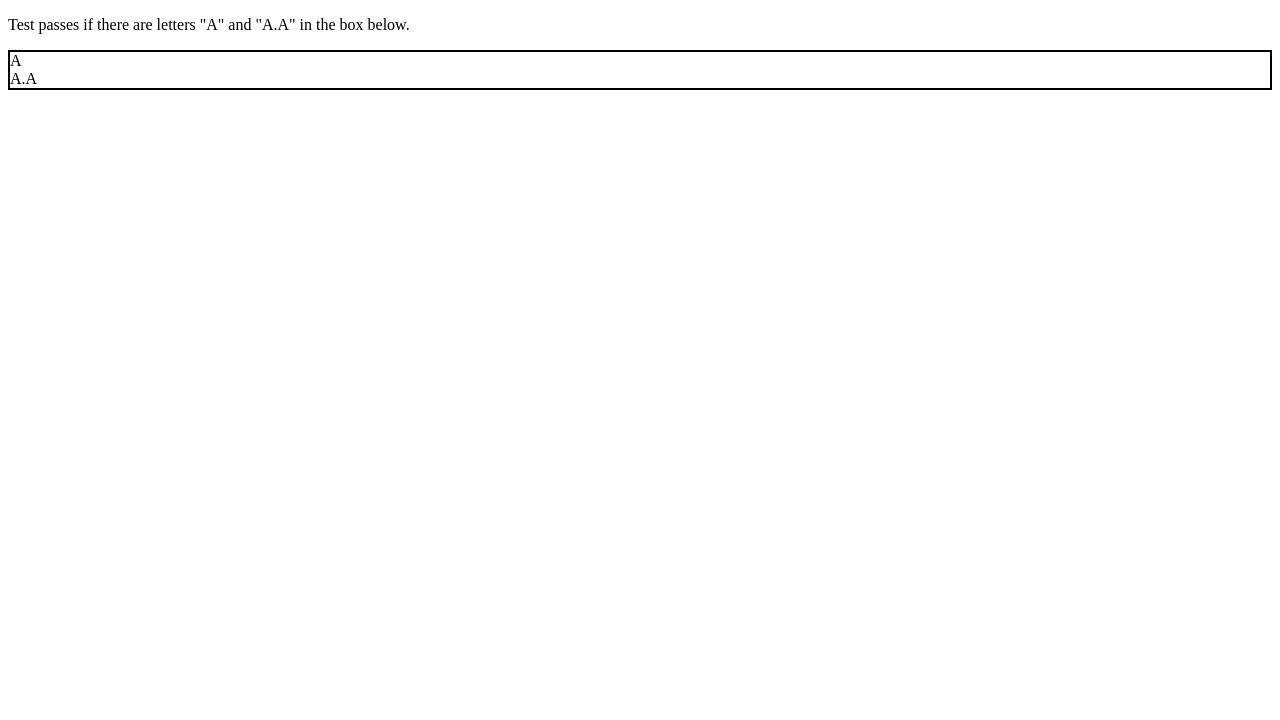 Test passes if there are letters "A" and "A.A" in the box below.
A
A.A